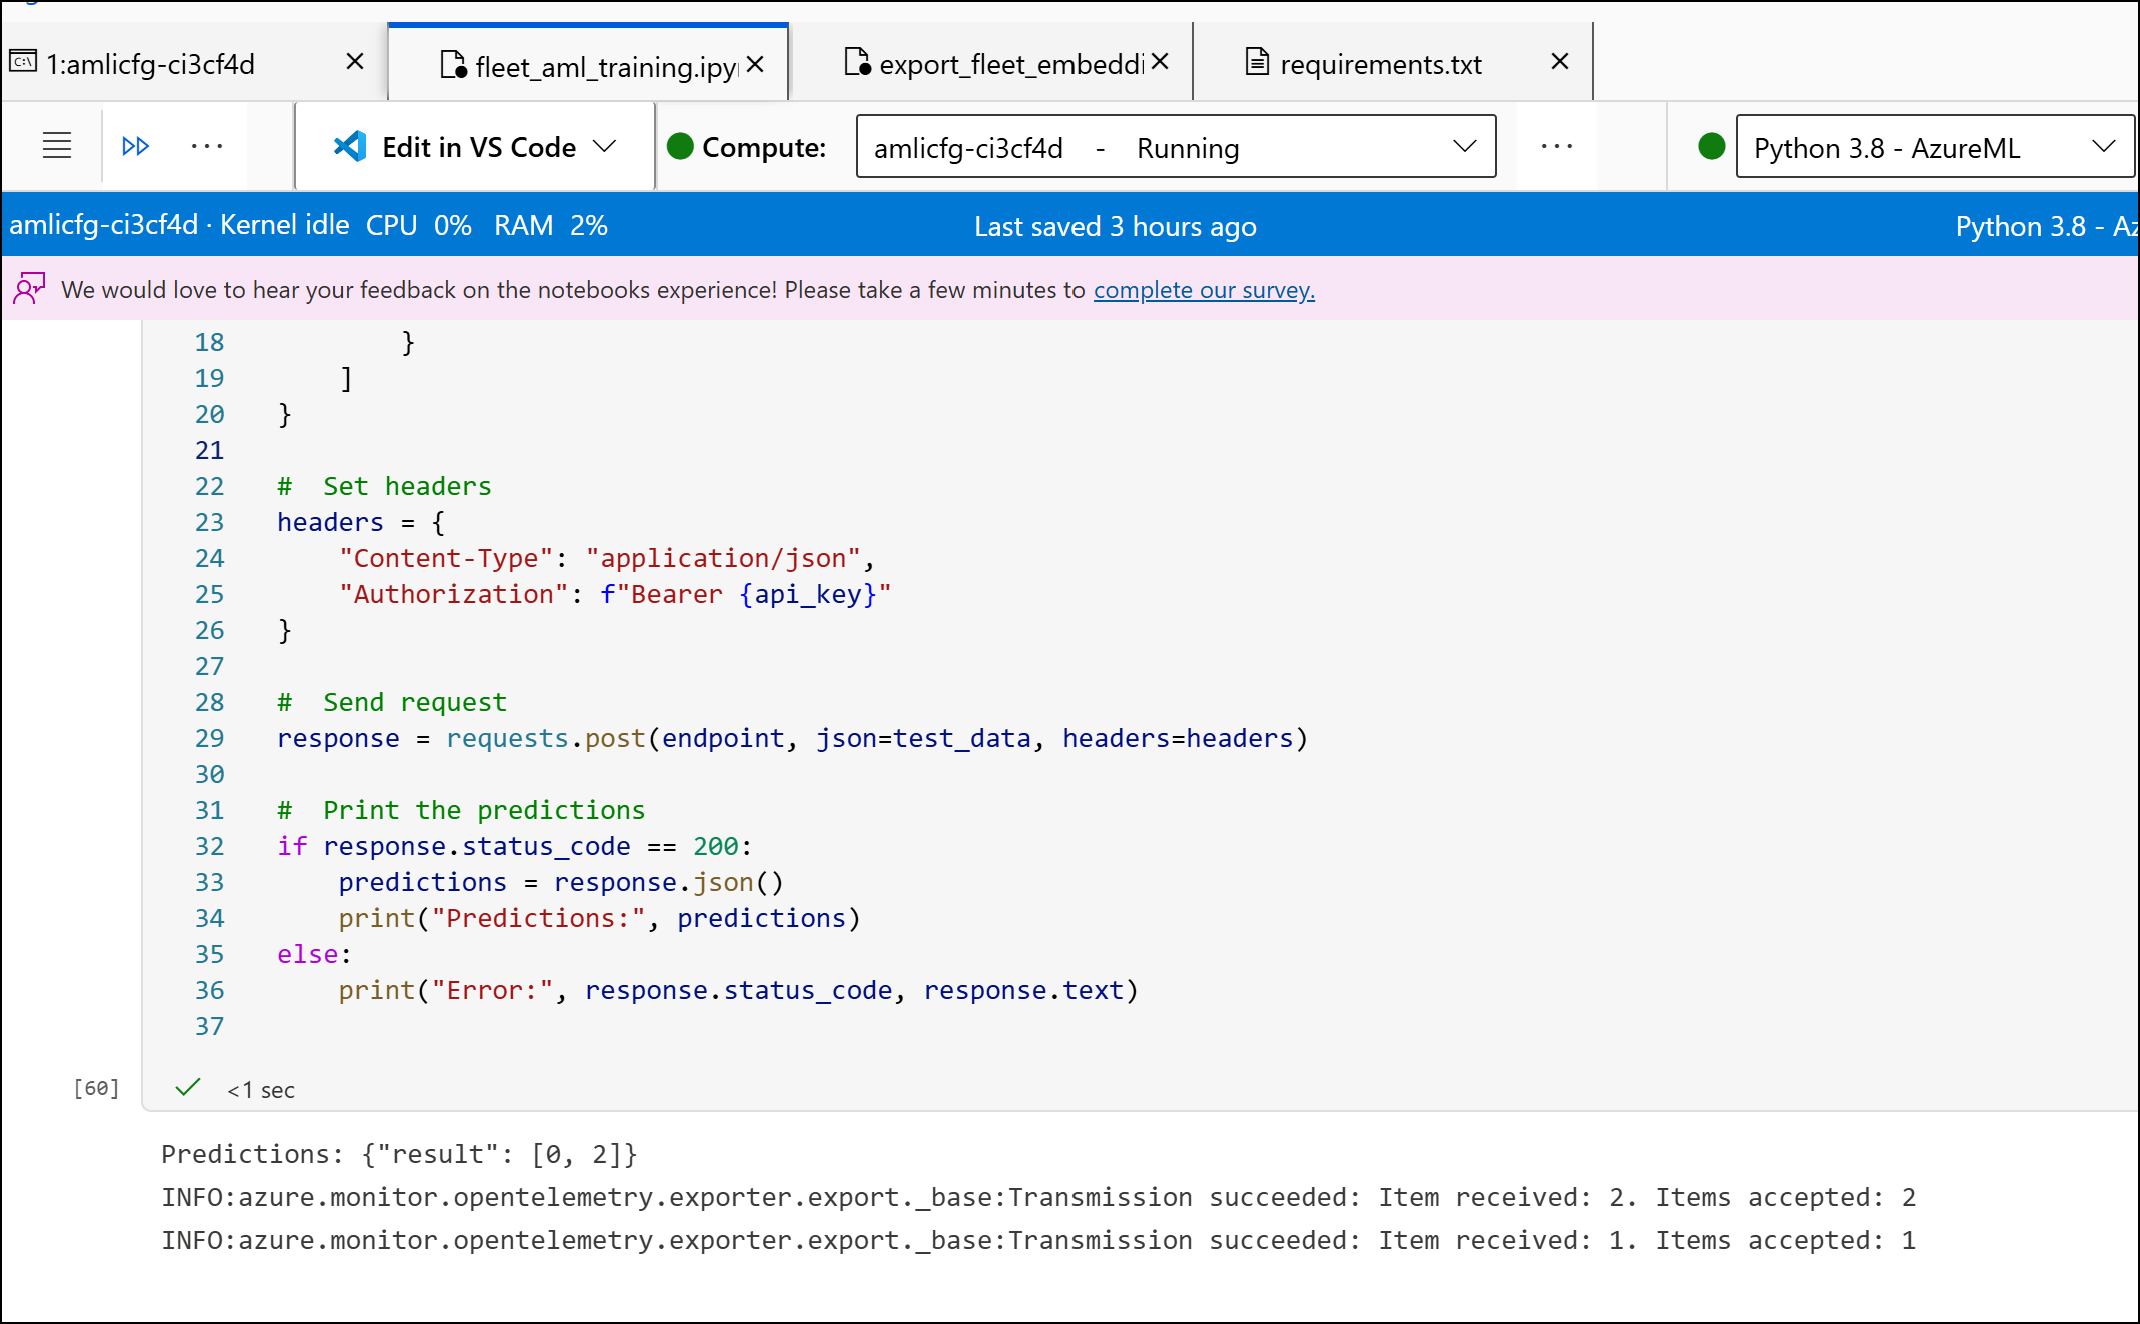 1:amlicfg-ci3cf4d
fleet_aml_training.ipy
export_fleet_embeddi
requirements.txt
Edit in VS Code
Compute:
amlicfg-ci3cf4d - Running
Python 3.8 - AzureML
amlicfg-ci3cf4d · Kernel idle CPU 0% RAM 2%
Last saved 3 hours ago
Python 3.8 - Az
We would love to hear your feedback on the notebooks experience! Please take a few minutes to complete our survey.
18         }
19     ]
20 }
21
22 #  Set headers
23 headers = {
24     "Content-Type": "application/json",
25     "Authorization": f"Bearer {api_key}"
26 }
27
28 #  Send request
29 response = requests.post(endpoint, json=test_data, headers=headers)
30
31 #  Print the predictions
32 if response.status_code == 200:
33     predictions = response.json()
34     print("Predictions:", predictions)
35 else:
36     print("Error:", response.status_code, response.text)
37
[60]
<1 sec
Predictions: {"result": [0, 2]}
INFO:azure.monitor.opentelemetry.exporter.export._base:Transmission succeeded: Item received: 2. Items accepted: 2
INFO:azure.monitor.opentelemetry.exporter.export._base:Transmission succeeded: Item received: 1. Items accepted: 1